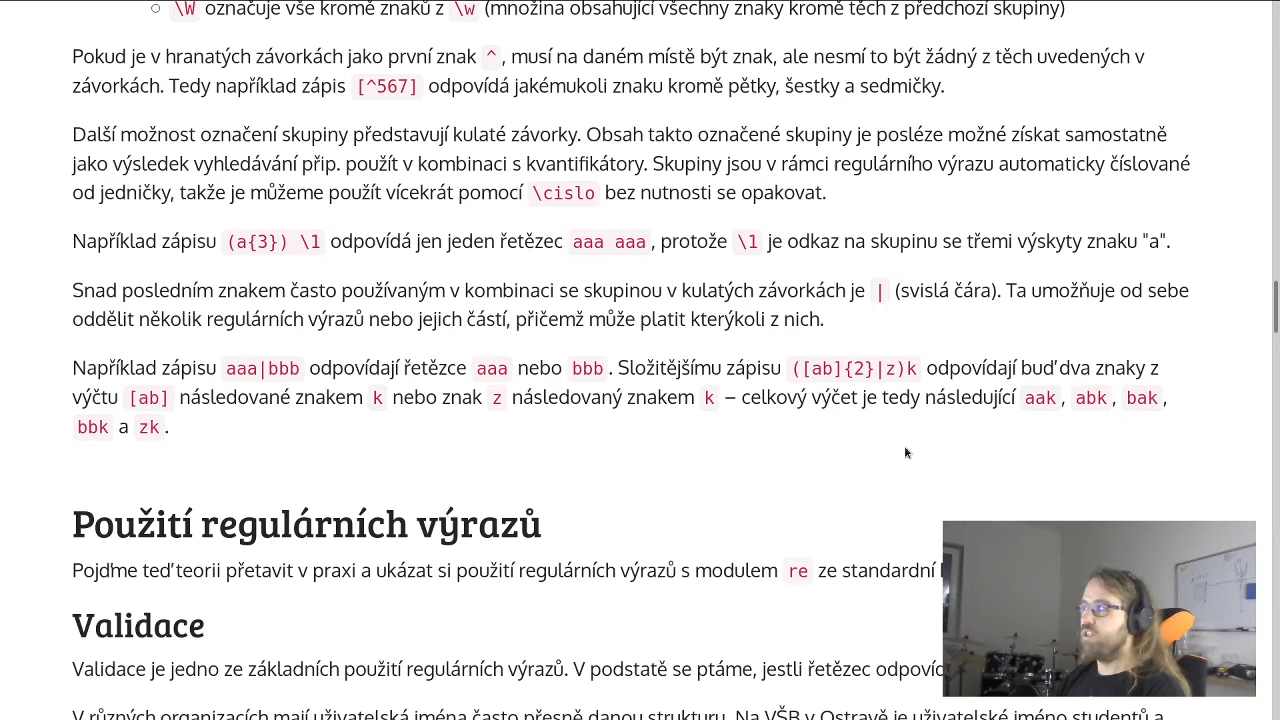 \W označuje vše kromě znaků z \w (množina obsahující všechny znaky kromě těch z předchozí skupiny)
Pokud je v hranatých závorkách jako první znak ^, musí na daném místě být znak, ale nesmí to být žádný z těch uvedených v
závorkách. Tedy například zápis [^567] odpovídá jakémukoli znaku kromě pětky, šestky a sedmičky.
Další možnost označení skupiny představují kulaté závorky. Obsah takto označené skupiny je posléze možné získat samostatně
jako výsledek vyhledávání příp. použít v kombinaci s kvantifikátory. Skupiny jsou v rámci regulárního výrazu automaticky číslované
od jedničky, takže je můžeme použít vícekrát pomocí \cislo bez nutnosti se opakovat.
Například zápisu (a{3}) \1 odpovídá jen jeden řetězec aaa aaa, protože \1 je odkaz na skupinu se třemi výskyty znaku "a".
Snad posledním znakem často používaným v kombinaci se skupinou v kulatých závorkách je | (svislá čára). Ta umožňuje od sebe
oddělit několik regulárních výrazů nebo jejich částí, přičemž může platit kterýkoli z nich.
Například zápisu aaa|bbb odpovídají řetězce aaa nebo bbb. Složitějšímu zápisu ([ab]{2}|z)k odpovídají buď dva znaky z
výčtu [ab] následované znakem k nebo znak z následovaný znakem k – celkový výčet je tedy následující aak, abk, bak,
bbk a zk.
Použití regulárních výrazů
Pojďme teď teorii přetavit v praxi a ukázat si použití regulárních výrazů s modulem re ze standardní
Validace
Validace je jedno ze základních použití regulárních výrazů. V podstatě se ptáme, jestli řetězec
V různých organizacích mají uživatelská jména často přesně danou strukturu. Na VŠB v Ostravě je uživatelské jméno studentů a